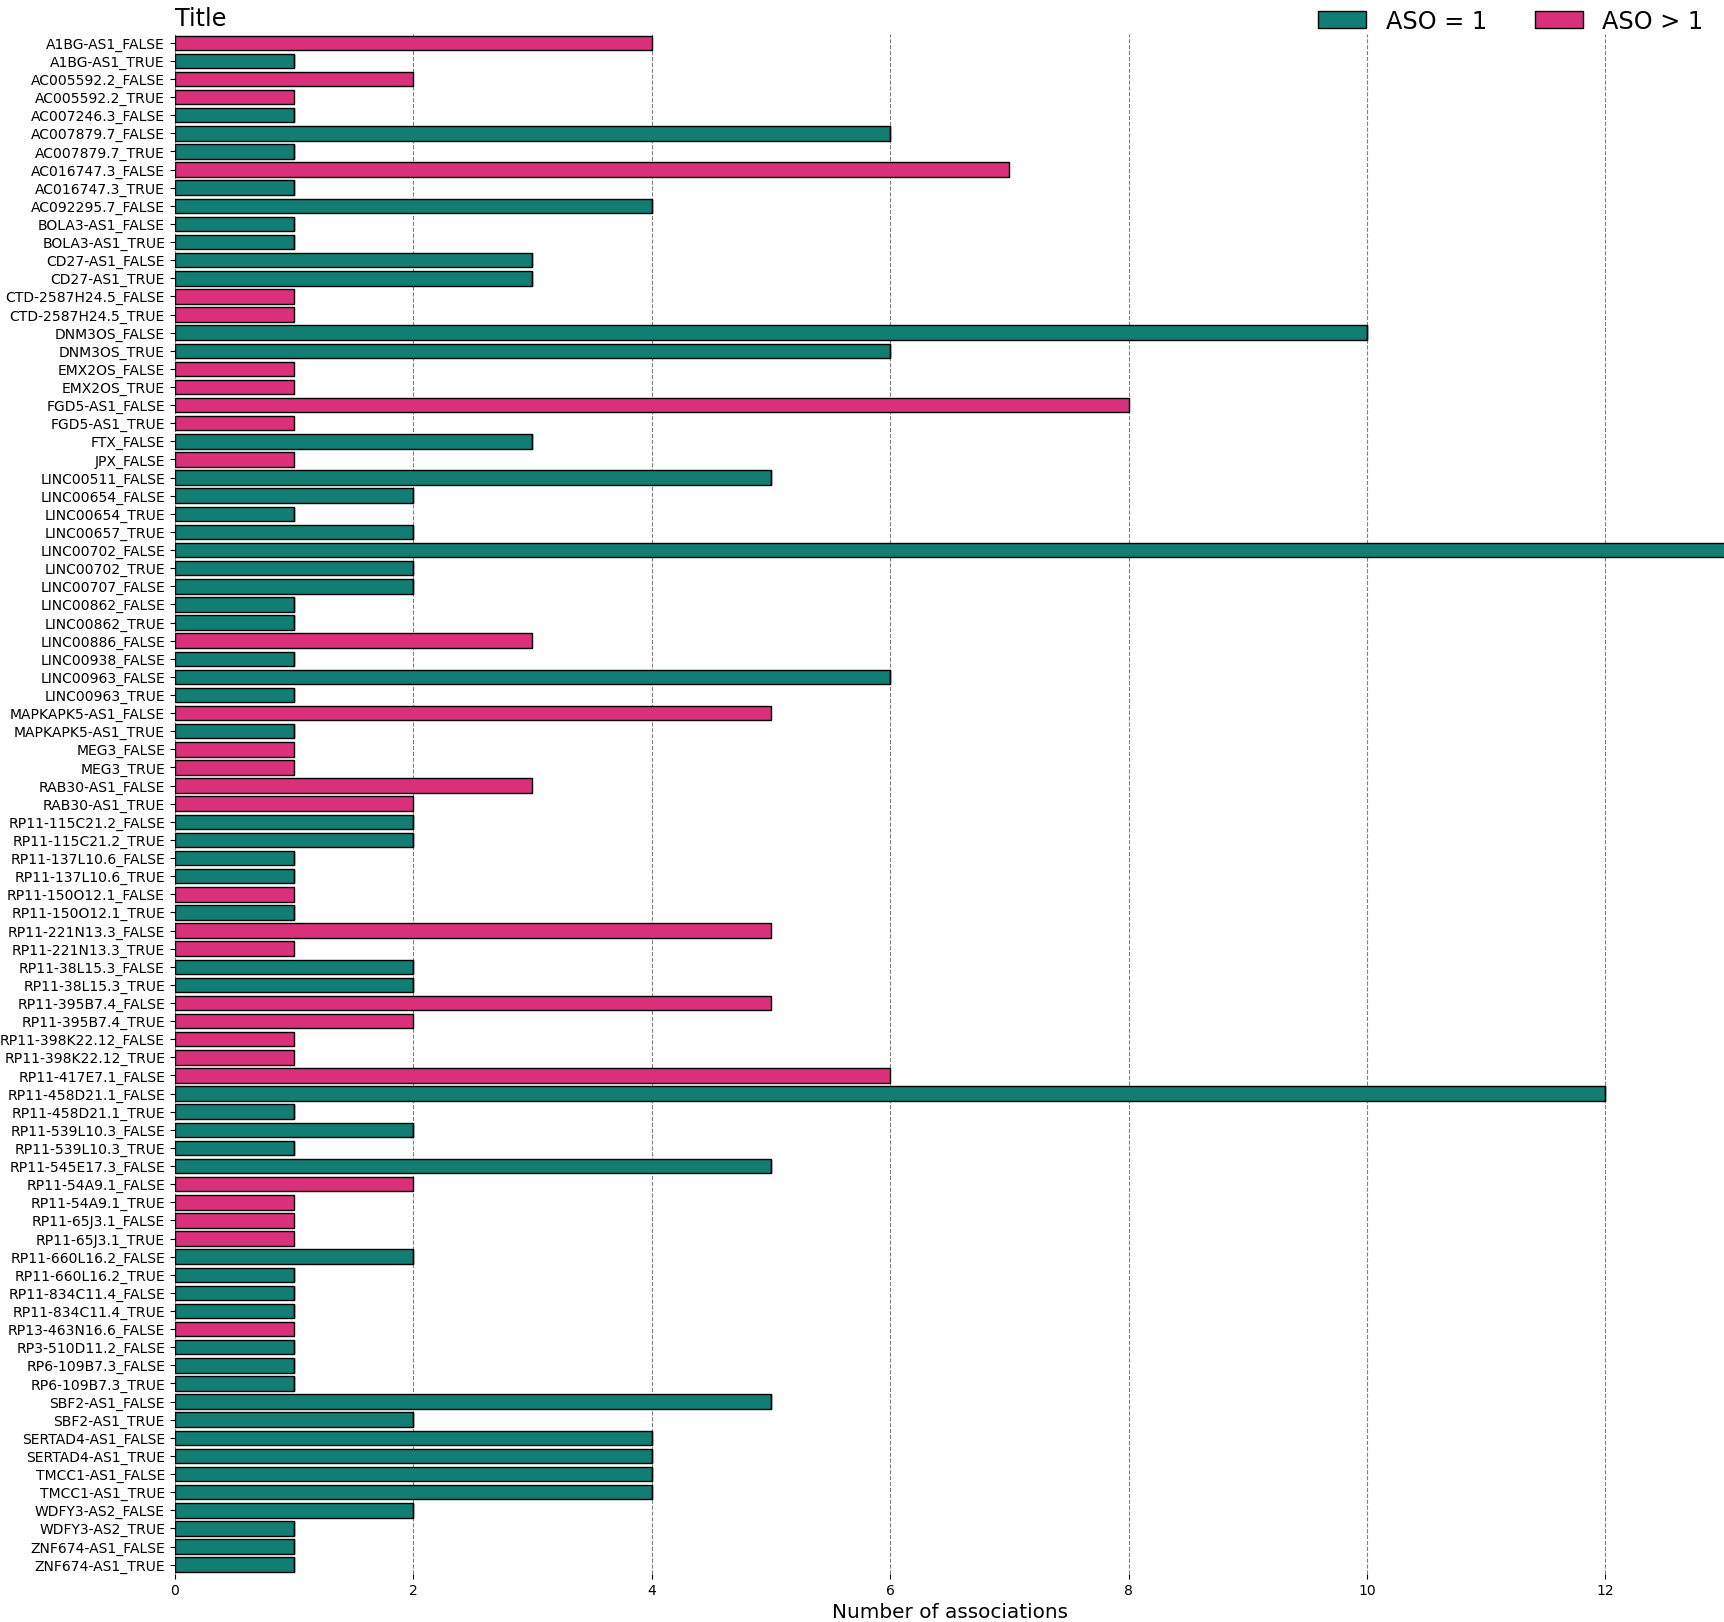 Title
ASO = 1
ASO > 1
A1BG-AS1_FALSE
A1BG-AS1_TRUE
AC005592.2_FALSE
AC005592.2_TRUE
AC007246.3_FALSE
AC007879.7_FALSE
AC007879.7_TRUE
AC016747.3_FALSE
AC016747.3_TRUE
AC092295.7_FALSE
BOLA3-AS1_FALSE
BOLA3-AS1_TRUE
CD27-AS1_FALSE
CD27-AS1_TRUE
CTD-2587H24.5_FALSE
CTD-2587H24.5_TRUE
DNM3OS_FALSE
DNM3OS_TRUE
EMX2OS_FALSE
EMX2OS_TRUE
FGD5-AS1_FALSE
FGD5-AS1_TRUE
FTX_FALSE
JPX_FALSE
LINC00511_FALSE
LINC00654_FALSE
LINC00654_TRUE
LINC00657_TRUE
LINC00702_FALSE
LINC00702_TRUE
LINC00707_FALSE
LINC00862_FALSE
LINC00862_TRUE
LINC00886_FALSE
LINC00938_FALSE
LINC00963_FALSE
LINC00963_TRUE
MAPKAPK5-AS1_FALSE
MAPKAPK5-AS1_TRUE
MEG3_FALSE
MEG3_TRUE
RAB30-AS1_FALSE
RAB30-AS1_TRUE
RP11-115C21.2_FALSE
RP11-115C21.2_TRUE
RP11-137L10.6_FALSE
RP11-137L10.6_TRUE
RP11-150O12.1_FALSE
RP11-150O12.1_TRUE
RP11-221N13.3_FALSE
RP11-221N13.3_TRUE
RP11-38L15.3_FALSE
RP11-38L15.3_TRUE
RP11-395B7.4_FALSE
RP11-395B7.4_TRUE
RP11-398K22.12_FALSE
RP11-398K22.12_TRUE
RP11-417E7.1_FALSE
RP11-458D21.1_FALSE
RP11-458D21.1_TRUE
RP11-539L10.3_FALSE
RP11-539L10.3_TRUE
RP11-545E17.3_FALSE
RP11-54A9.1_FALSE
RP11-54A9.1_TRUE
RP11-65J3.1_FALSE
RP11-65J3.1_TRUE
RP11-660L16.2_FALSE
RP11-660L16.2_TRUE
RP11-834C11.4_FALSE
RP11-834C11.4_TRUE
RP13-463N16.6_FALSE
RP3-510D11.2_FALSE
RP6-109B7.3_FALSE
RP6-109B7.3_TRUE
SBF2-AS1_FALSE
SBF2-AS1_TRUE
SERTAD4-AS1_FALSE
SERTAD4-AS1_TRUE
TMCC1-AS1_FALSE
TMCC1-AS1_TRUE
WDFY3-AS2_FALSE
WDFY3-AS2_TRUE
ZNF674-AS1_FALSE
ZNF674-AS1_TRUE
0 2 4 6 8 10 12
Number of associations